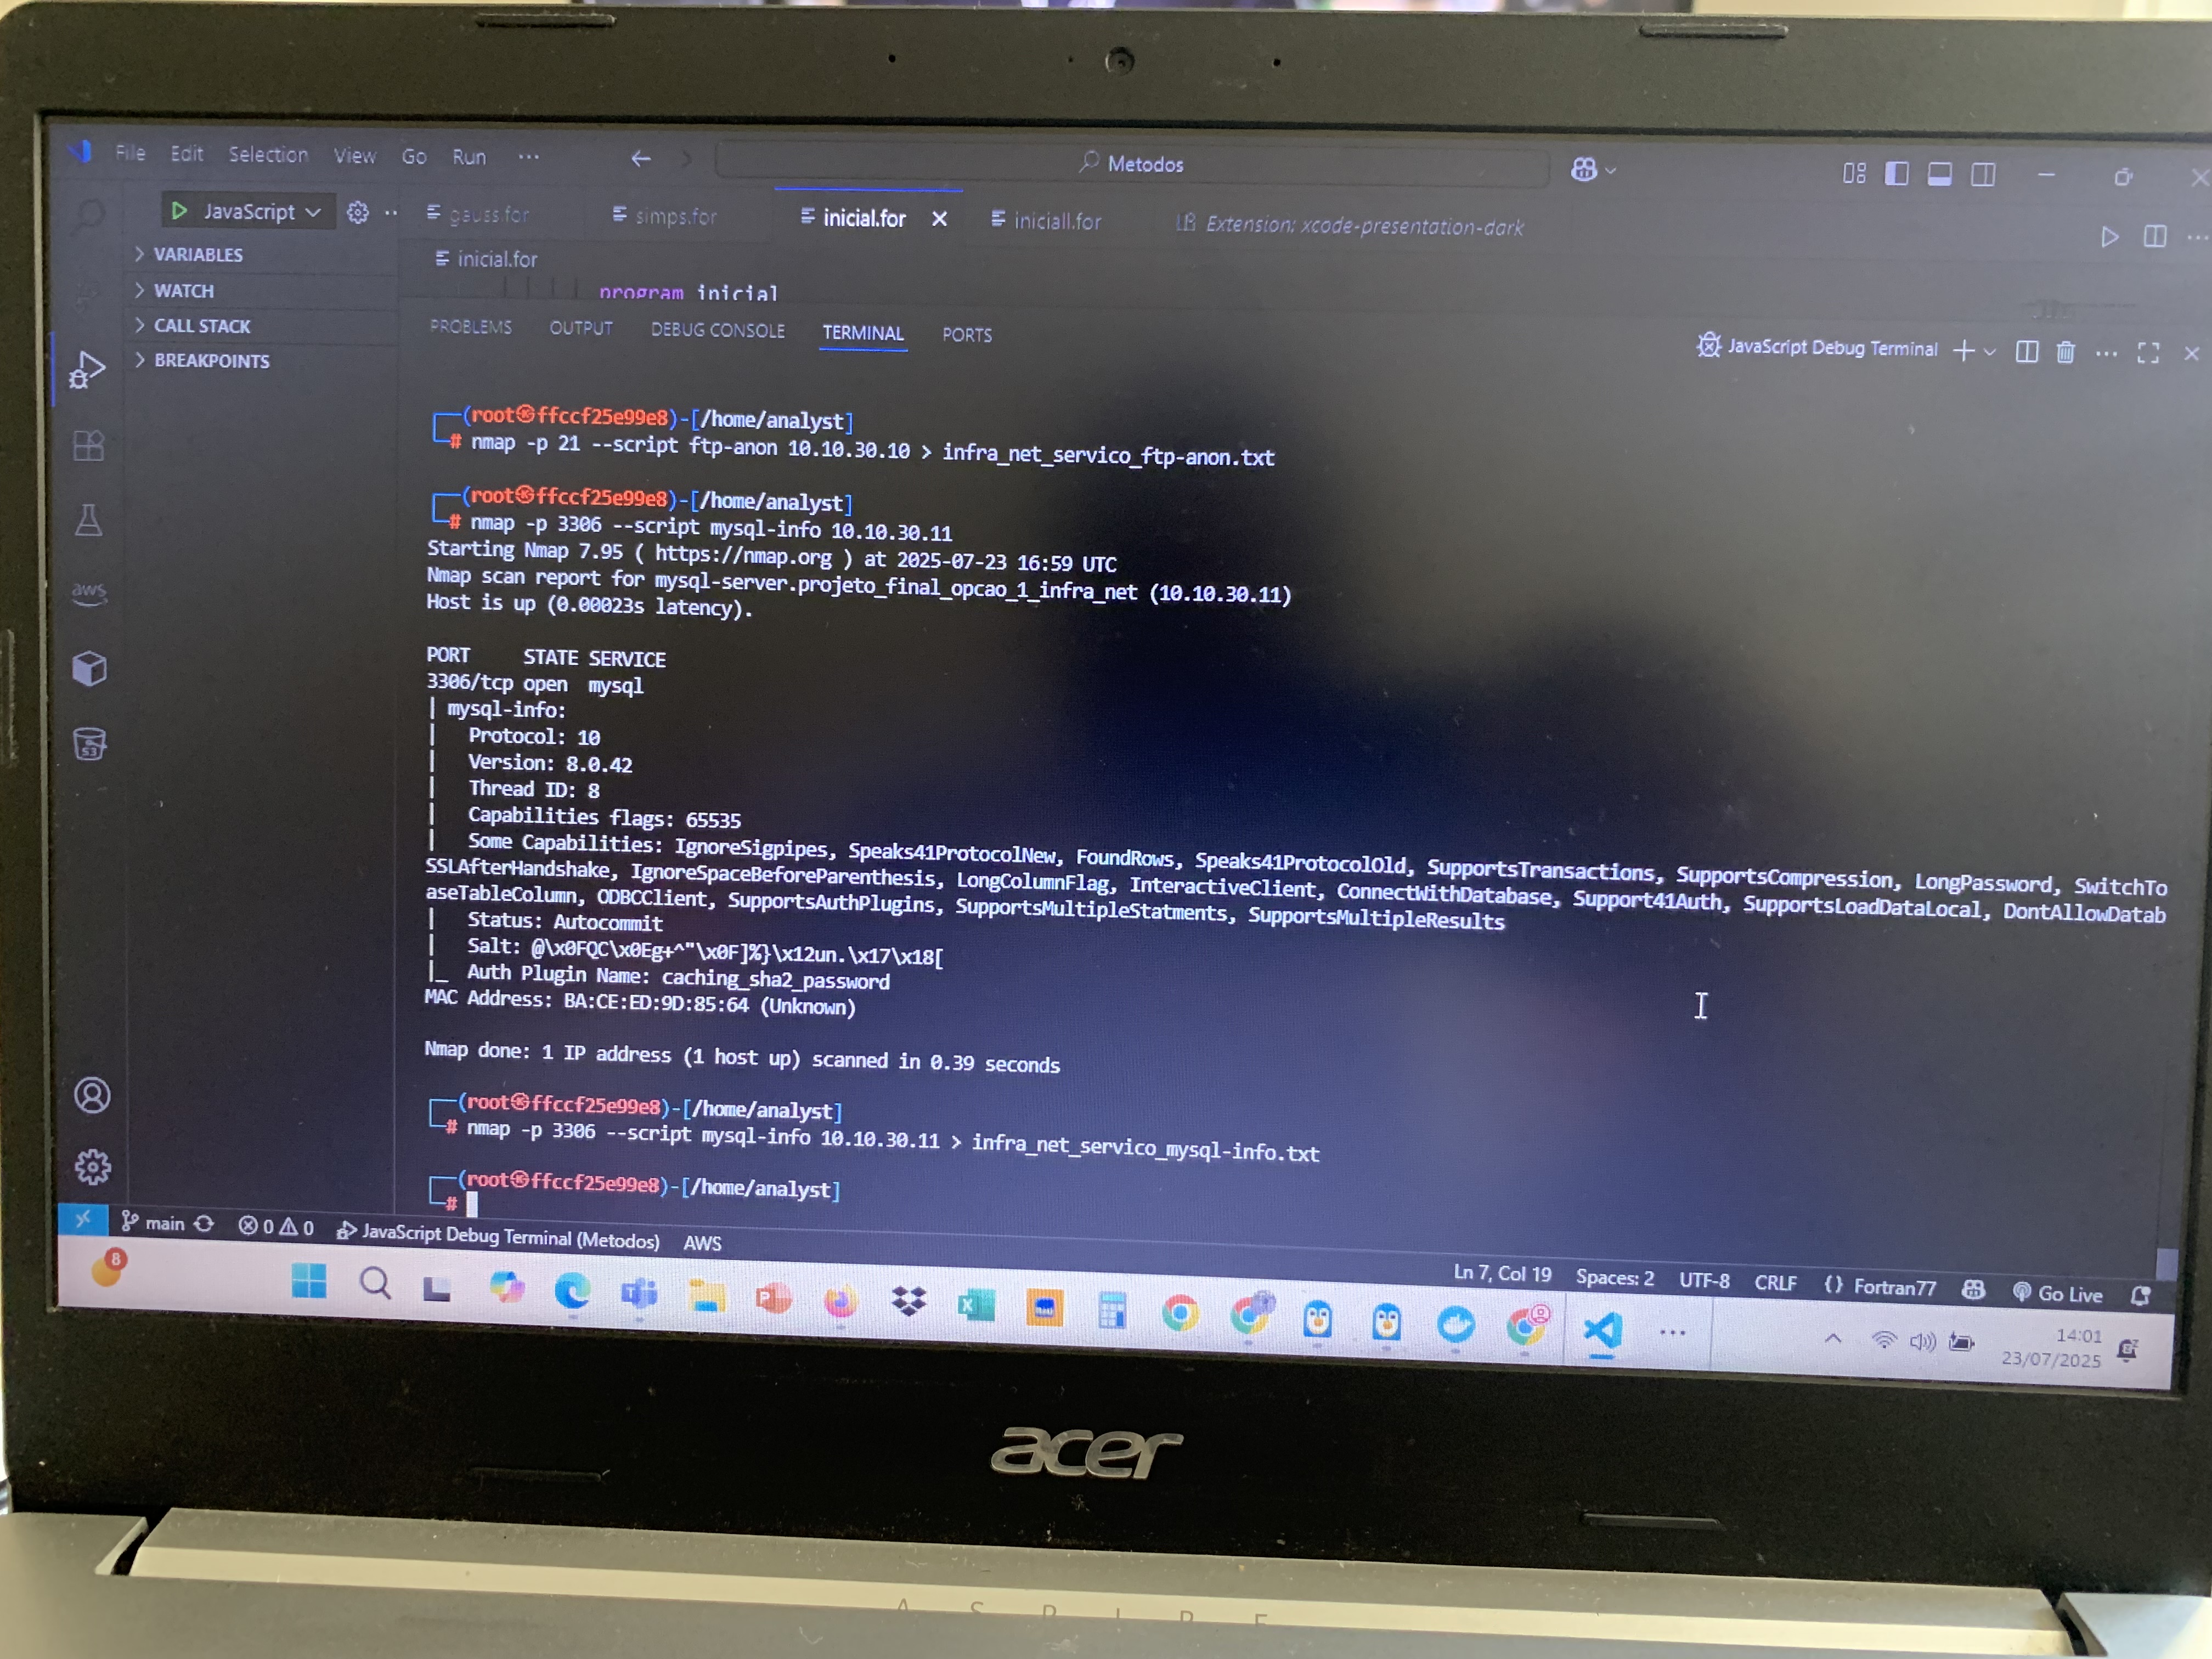 File Edit Selection View Go Run ...
Metodos
JavaScript
gauss.for
simps.for
inicial.for
iniciall.for
Extension: xcode-presentation-dark
VARIABLES
WATCH
CALL STACK
BREAKPOINTS
inicial.for
program inicial
PROBLEMS OUTPUT DEBUG CONSOLE TERMINAL PORTS
JavaScript Debug Terminal
┌──(root㉿ffccf25e99e8)-[/home/analyst]
└─# nmap -p 21 --script ftp-anon 10.10.30.10 > infra_net_servico_ftp-anon.txt
┌──(root㉿ffccf25e99e8)-[/home/analyst]
└─# nmap -p 3306 --script mysql-info 10.10.30.11
Starting Nmap 7.95 ( https://nmap.org ) at 2025-07-23 16:59 UTC
Nmap scan report for mysql-server.projeto_final_opcao_1_infra_net (10.10.30.11)
Host is up (0.00023s latency).
PORT STATE SERVICE
3306/tcp open mysql
| mysql-info:
| Protocol: 10
| Version: 8.0.42
| Thread ID: 8
| Capabilities flags: 65535
| Some Capabilities: IgnoreSigpipes, Speaks41ProtocolNew, FoundRows, Speaks41ProtocolOld, SupportsTransactions, SupportsCompression, LongPassword, SwitchTo
SSLAfterHandshake, IgnoreSpaceBeforeParenthesis, LongColumnFlag, InteractiveClient, ConnectWithDatabase, Support41Auth, SupportsLoadDataLocal, DontAllowDatab
aseTableColumn, ODBCClient, SupportsAuthPlugins, SupportsMultipleStatments, SupportsMultipleResults
| Status: Autocommit
| Salt: @\x0FQC\x0Eg+^"\x0F]%}\x12un.\x17\x18[
|_ Auth Plugin Name: caching_sha2_password
MAC Address: BA:CE:ED:9D:85:64 (Unknown)
Nmap done: 1 IP address (1 host up) scanned in 0.39 seconds
┌──(root㉿ffccf25e99e8)-[/home/analyst]
└─# nmap -p 3306 --script mysql-info 10.10.30.11 > infra_net_servico_mysql-info.txt
┌──(root㉿ffccf25e99e8)-[/home/analyst]
└─#
aws
S3
main 0 0 JavaScript Debug Terminal (Metodos) AWS
Ln 7, Col 19 Spaces: 2 UTF-8 CRLF {} Fortran77 Go Live
8
14:01
23/07/2025
acer
ASPIRE